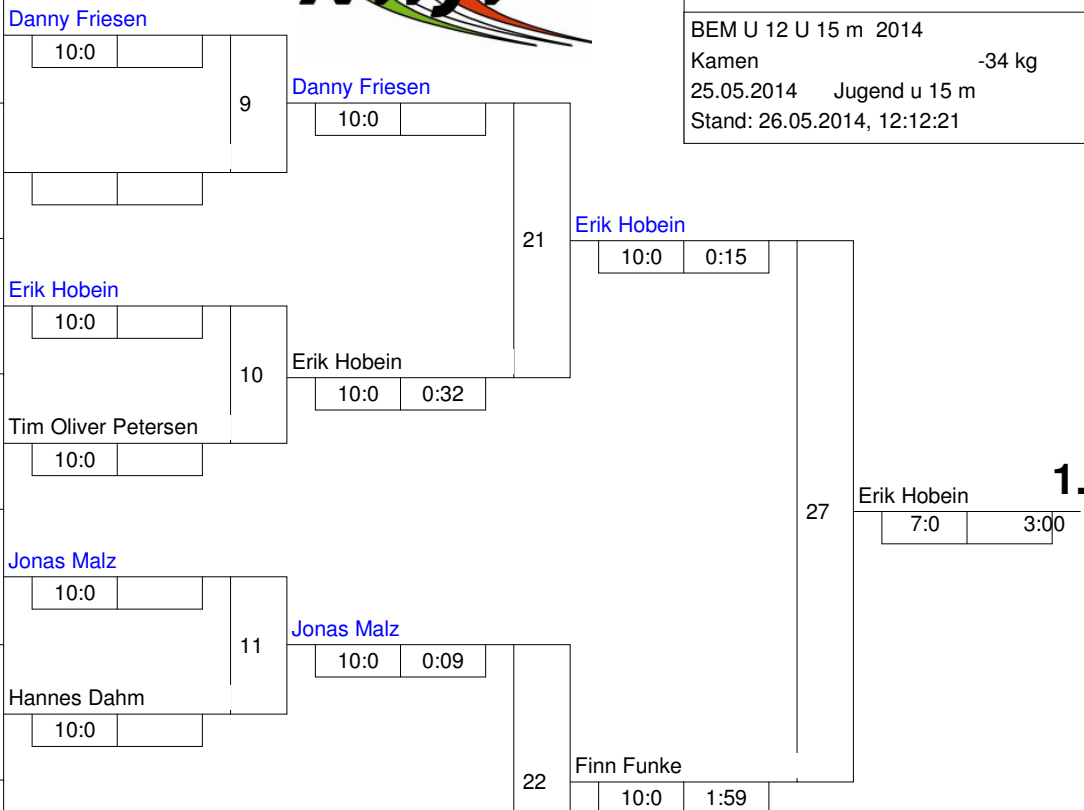 Danny Friesen
10:0
9
Danny Friesen
10:0
BEM U 12 U 15 m 2014
Kamen -34 kg
25.05.2014 Jugend u 15 m
Stand: 26.05.2014, 12:12:21
21
Erik Hobein
10:0 0:15
Erik Hobein
10:0
10
Erik Hobein
10:0 0:32
Tim Oliver Petersen
10:0
1.
27
Erik Hobein
7:0 3:00
Jonas Malz
10:0
11
Jonas Malz
10:0 0:09
Hannes Dahm
10:0
22
Finn Funke
10:0 1:59